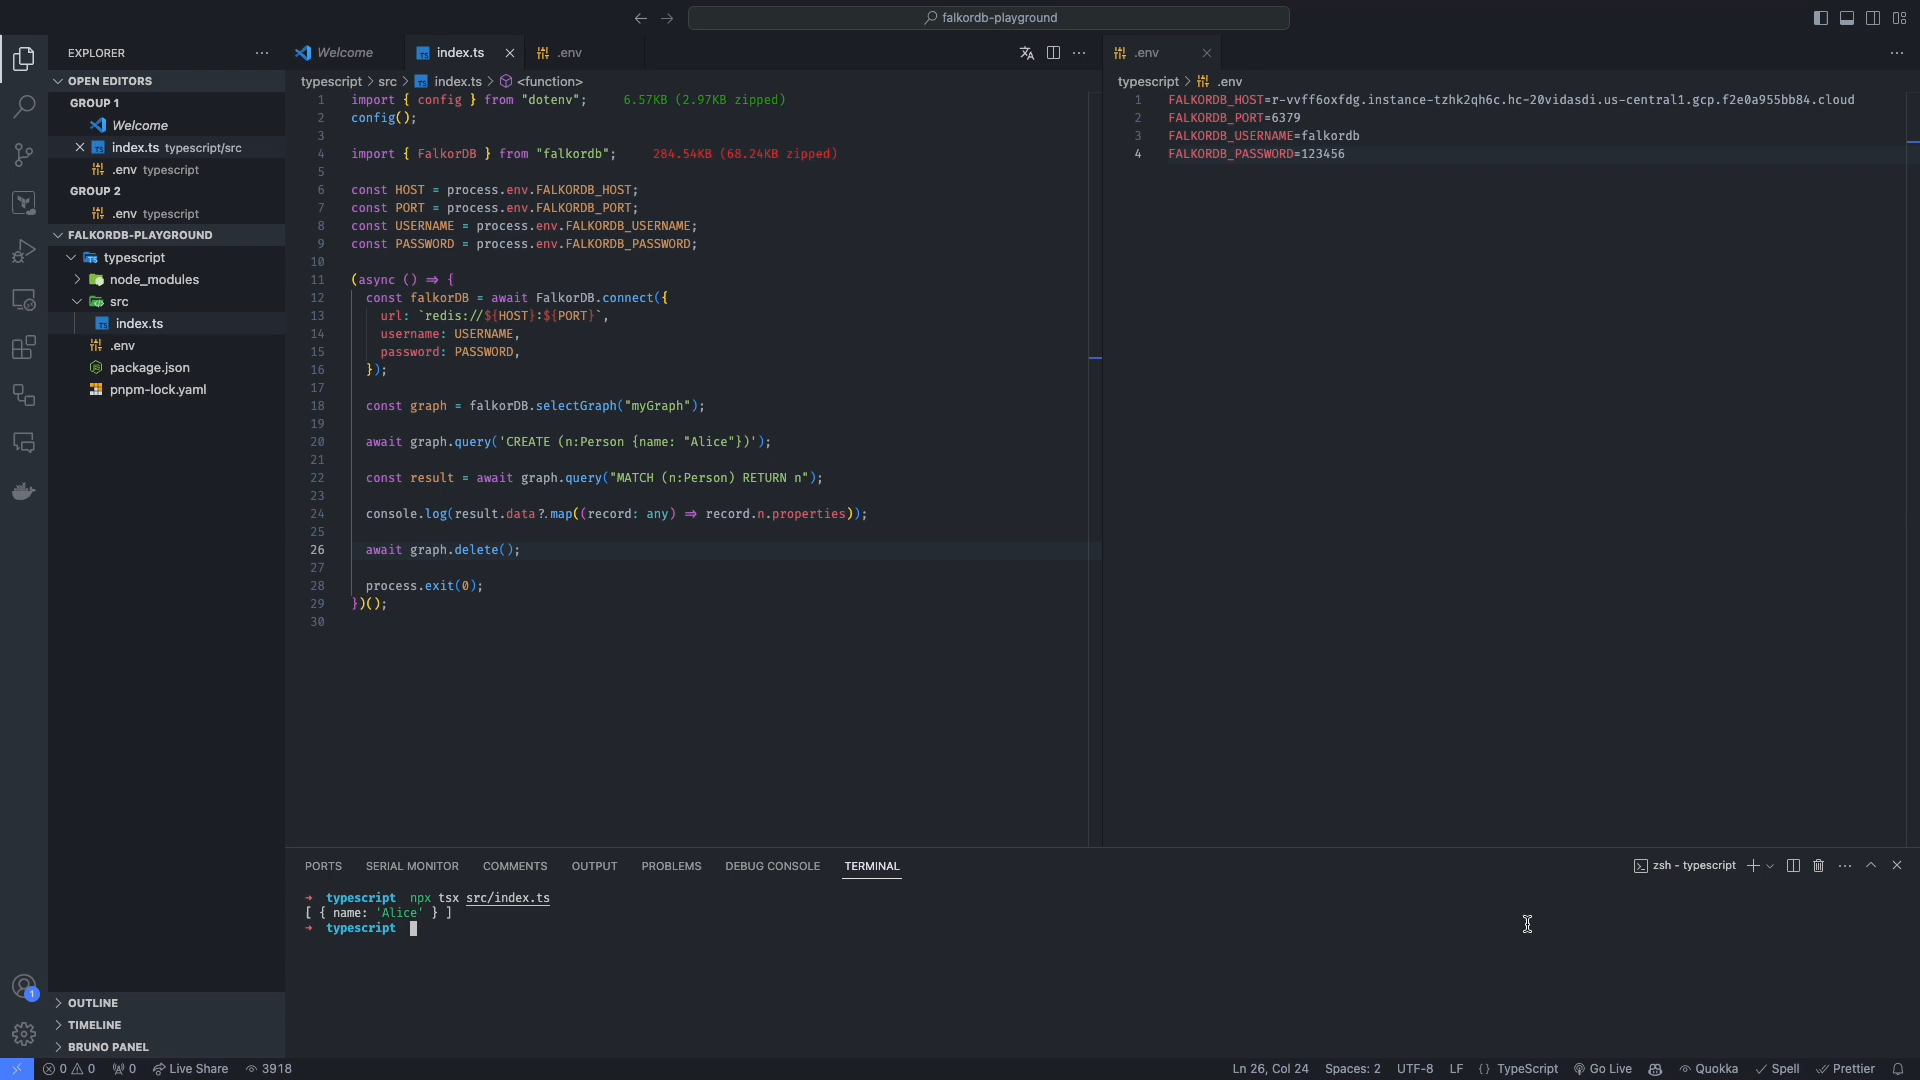 falkordb-playground
EXPLORER
OPEN EDITORS
GROUP 1
Welcome
index.ts typescript/src
.env typescript
GROUP 2
.env typescript
FALKORDB-PLAYGROUND
typescript
node_modules
src
index.ts
.env
package.json
pnpm-lock.yaml
OUTLINE
TIMELINE
BRUNO PANEL
Welcome
index.ts
.env
typescript > src > index.ts > <function>
1 import { config } from "dotenv"; 6.57KB (2.97KB zipped)
2 config();
3
4 import { FalkorDB } from "falkordb"; 284.54KB (68.24KB zipped)
5
6 const HOST = process.env.FALKORDB_HOST;
7 const PORT = process.env.FALKORDB_PORT;
8 const USERNAME = process.env.FALKORDB_USERNAME;
9 const PASSWORD = process.env.FALKORDB_PASSWORD;
10
11 (async () => {
12 const falkorDB = await FalkorDB.connect({
13 url: `redis://${HOST}:${PORT}`,
14 username: USERNAME,
15 password: PASSWORD,
16 });
17
18 const graph = falkorDB.selectGraph("myGraph");
19
20 await graph.query('CREATE (n:Person {name: "Alice"})');
21
22 const result = await graph.query("MATCH (n:Person) RETURN n");
23
24 console.log(result.data?.map((record: any) => record.n.properties));
25
26 await graph.delete();
27
28 process.exit(0);
29 })();
30
.env
typescript > .env
1 FALKORDB_HOST=r-vvff6oxfdg.instance-tzhk2qh6c.hc-20vidasdi.us-central1.gcp.f2e0a955bb84.cloud
2 FALKORDB_PORT=6379
3 FALKORDB_USERNAME=falkordb
4 FALKORDB_PASSWORD=123456
PORTS SERIAL MONITOR COMMENTS OUTPUT PROBLEMS DEBUG CONSOLE TERMINAL
zsh - typescript
→ typescript npx tsx src/index.ts
[ { name: 'Alice' } ]
→ typescript
1
0 0 0 Live Share 3918
Ln 26, Col 24 Spaces: 2 UTF-8 LF {} TypeScript Go Live Quokka Spell Prettier